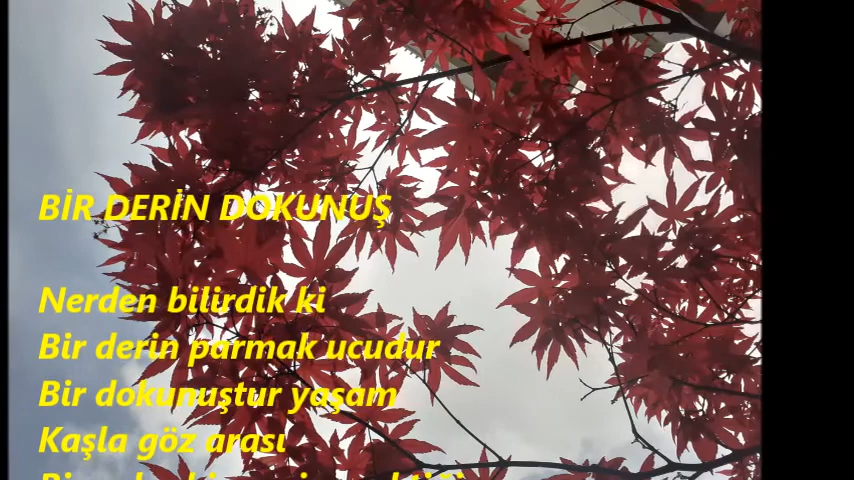 BİR DERİN DOKUNUŞ
Nerden bilirdik ki
Bir derin parmak ucudur
Bir dokunuştur yaşam
Kaşla göz arası